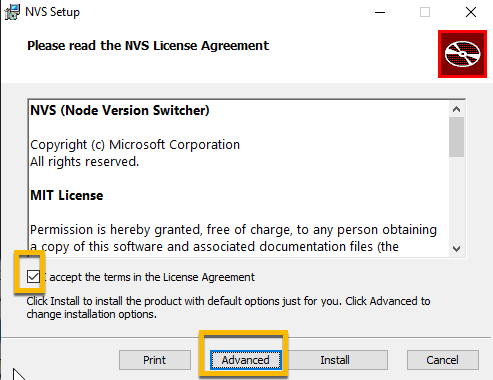 NVS Setup
Please read the NVS License Agreement
NVS (Node Version Switcher)
Copyright (c) Microsoft Corporation
All rights reserved.
MIT License
Permission is hereby granted, free of charge, to any person obtaining
a copy of this software and associated documentation files (the
I accept the terms in the License Agreement
Click Install to install the product with default options just for you. Click Advanced to
change installation options.
Print Advanced Install Cancel